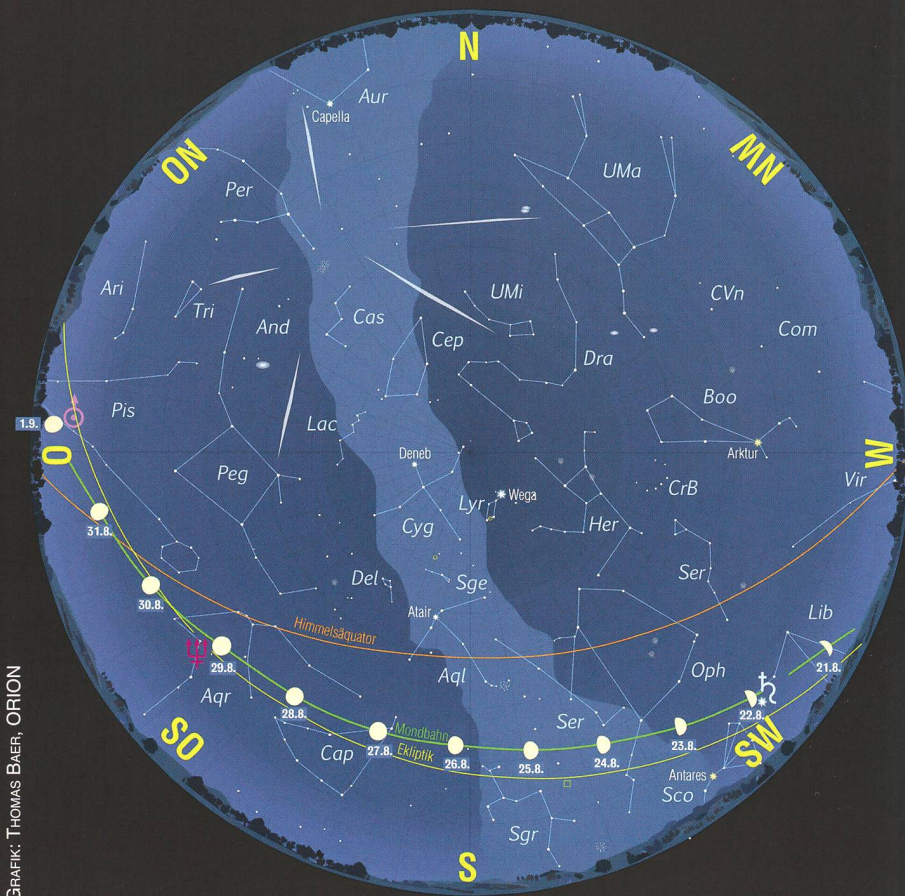 N
Aur
Capella
NO
NW
UMa
Per
Ari
Tri
And
Cas
UMi
CVn
Cep
Com
Dra
Pis
Boo
1.9.
Lac
O
Deneb
Arktur
W
Peg
Lyr
Wega
CrB
Vir
31.8.
Cyg
Her
Del
Sge
Ser
30.8.
Atair
Lib
Himmelsäquator
29.8.
Aql
Oph
21.8.
Aqr
28.8.
22.8.
SO
Mondbahn
Ser
27.8.
Ekliptik
26.8.
25.8.
24.8.
23.8.
SW
Cap
Antares
Sco
Sgr
S
GRAFIK: THOMAS BAER, ORION